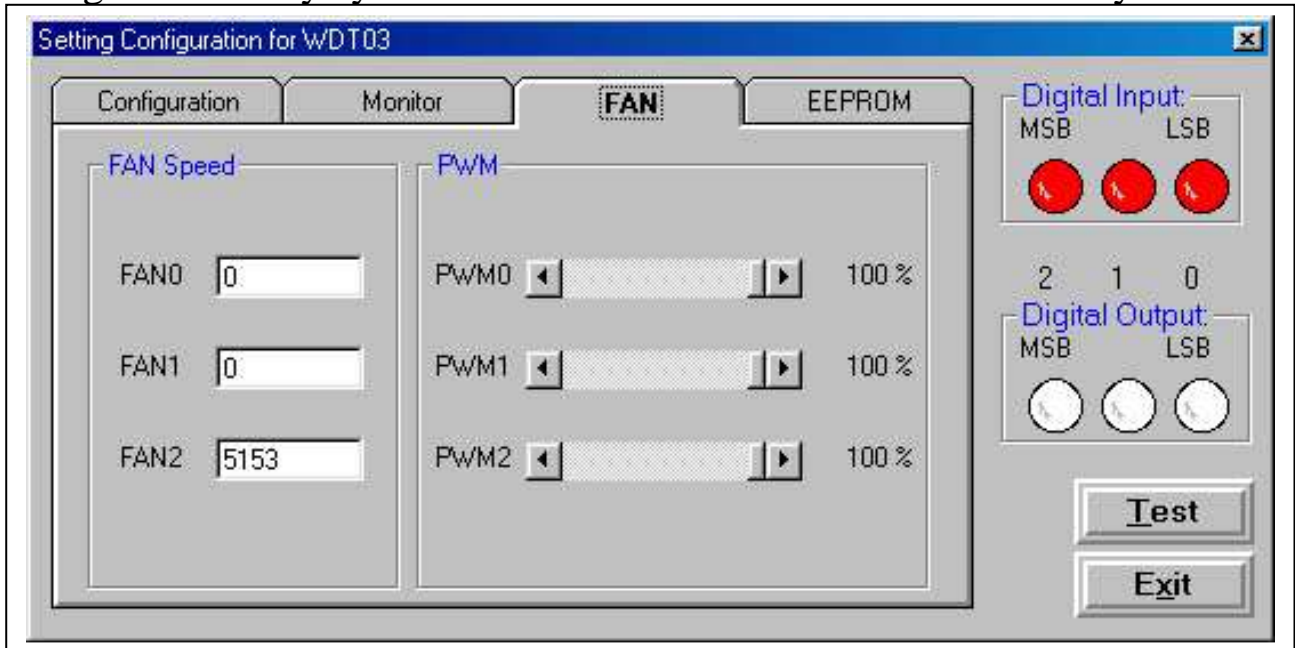 Setting Configuration for WDT03
Configuration Monitor FAN EEPROM
FAN Speed
FAN0 0
FAN1 0
FAN2 5153
PWM
PWM0 100 %
PWM1 100 %
PWM2 100 %
Digital Input:
MSB LSB
2 1 0
Digital Output:
MSB LSB
Test
Exit